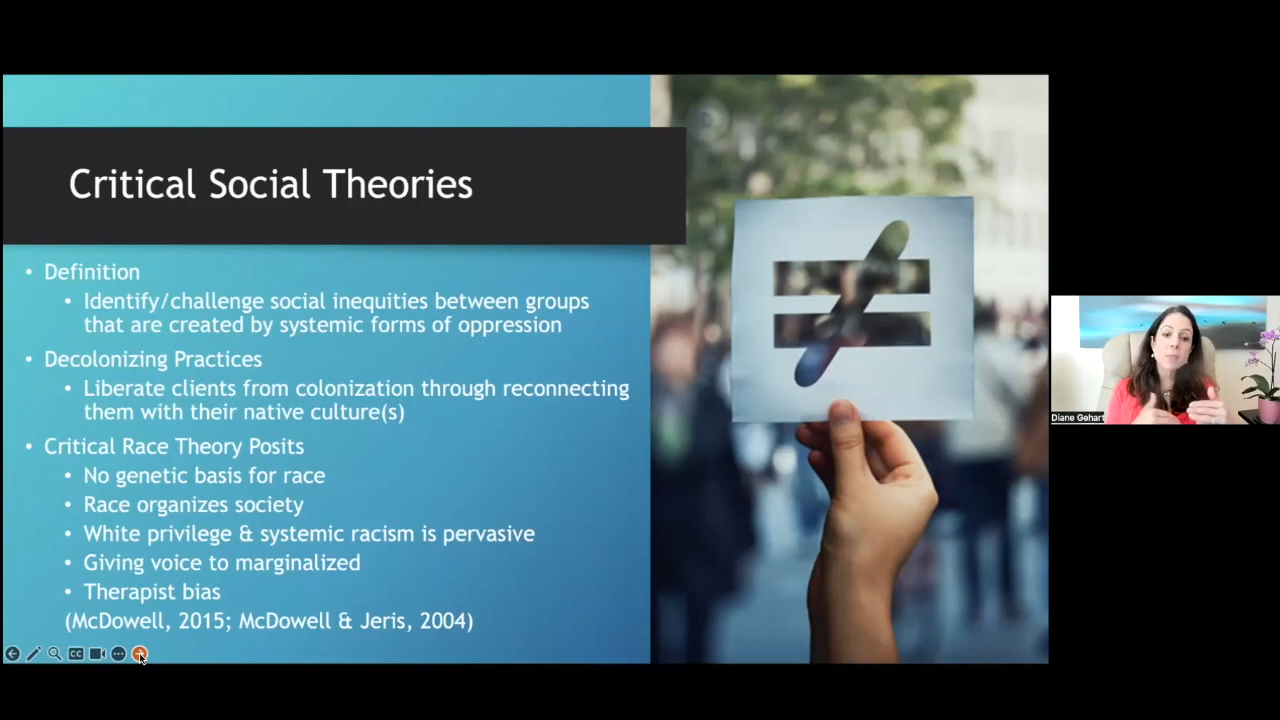 Critical Social Theories
• Definition
• Identify/challenge social inequities between groups
that are created by systemic forms of oppression
• Decolonizing Practices
• Liberate clients from colonization through reconnecting
them with their native culture(s)
• Critical Race Theory Posits
• No genetic basis for race
• Race organizes society
• White privilege & systemic racism is pervasive
• Giving voice to marginalized
• Therapist bias
(McDowell, 2015; McDowell & Jeris, 2004)
CC
≠
Diane Gehart